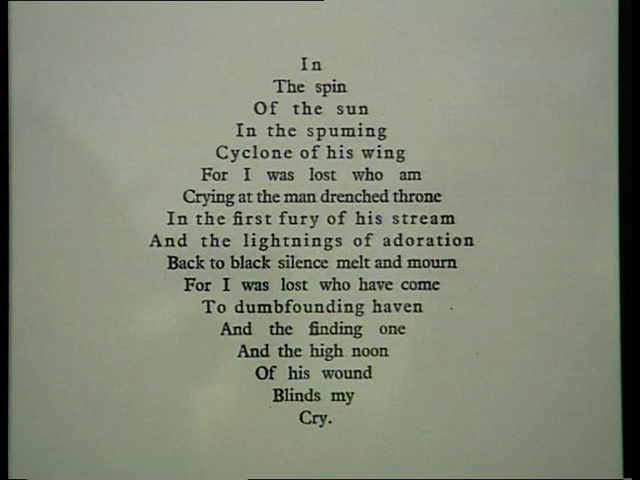 In
The spin
Of the sun
In the spuming
Cyclone of his wing
For I was lost who am
Crying at the man drenched throne
In the first fury of his stream
And the lightnings of adoration
Back to black silence melt and mourn
For I was lost who have come
To dumbfounding haven
And the finding one
And the high noon
Of his wound
Blinds my
Cry.